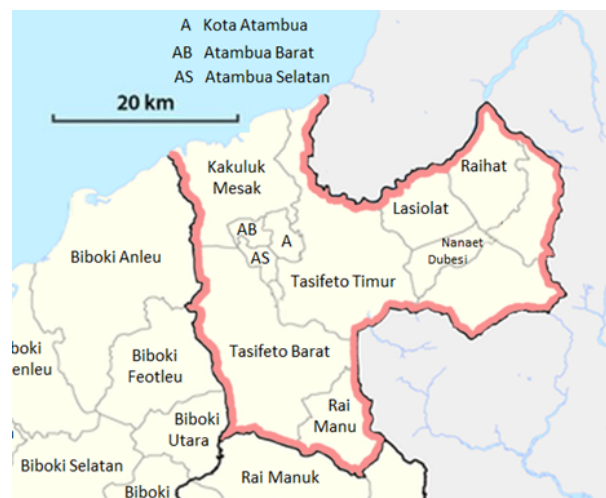 A Kota Atambua
AB Atambua Barat
AS Atambua Selatan
20 km
Kakuluk
Mesak
Raihat
Lasiolat
AB
A
AS
Nanaet
Dubesi
Biboki Anleu
Tasifeto Timur
Tasifeto Barat
Biboki
Feotleu
boki
enleu
Rai
Manu
Biboki
Utara
Biboki Selatan
Rai Manuk
Biboki